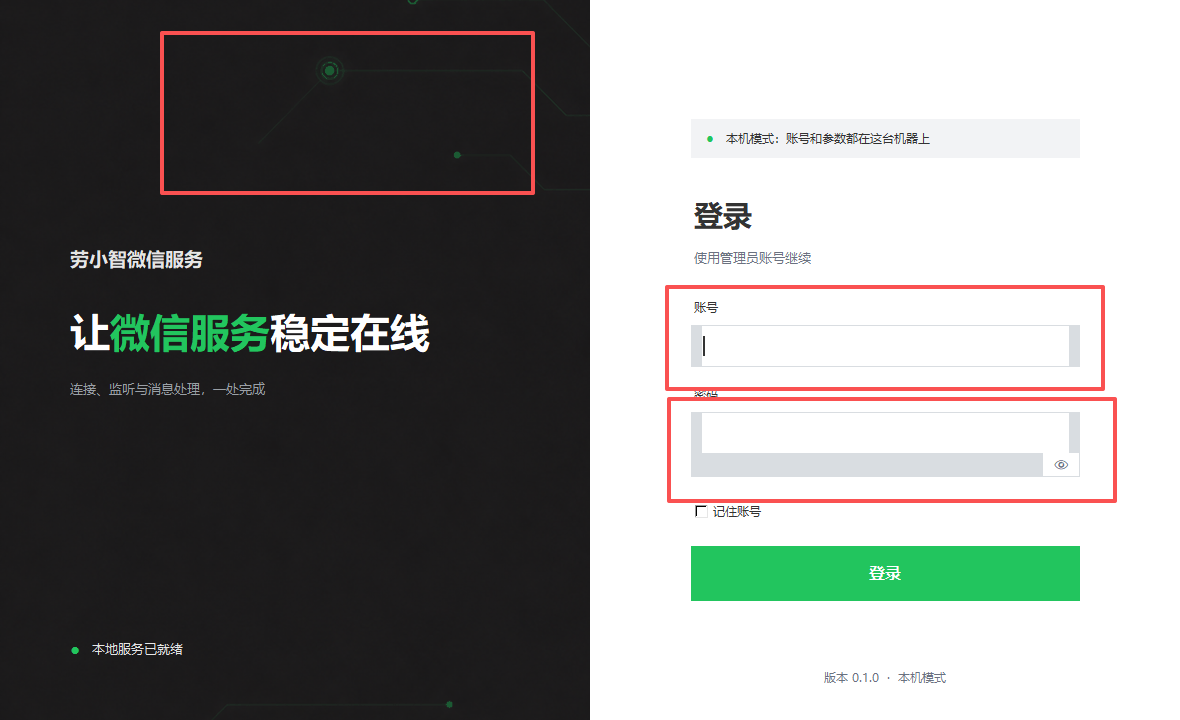 劳小智微信服务
让微信服务稳定在线
连接、监听与消息处理，一处完成
本地服务已就绪
本机模式：账号和参数都在这台机器上
登录
使用管理员账号继续
账号
密码
记住账号
登录
版本 0.1.0 · 本机模式